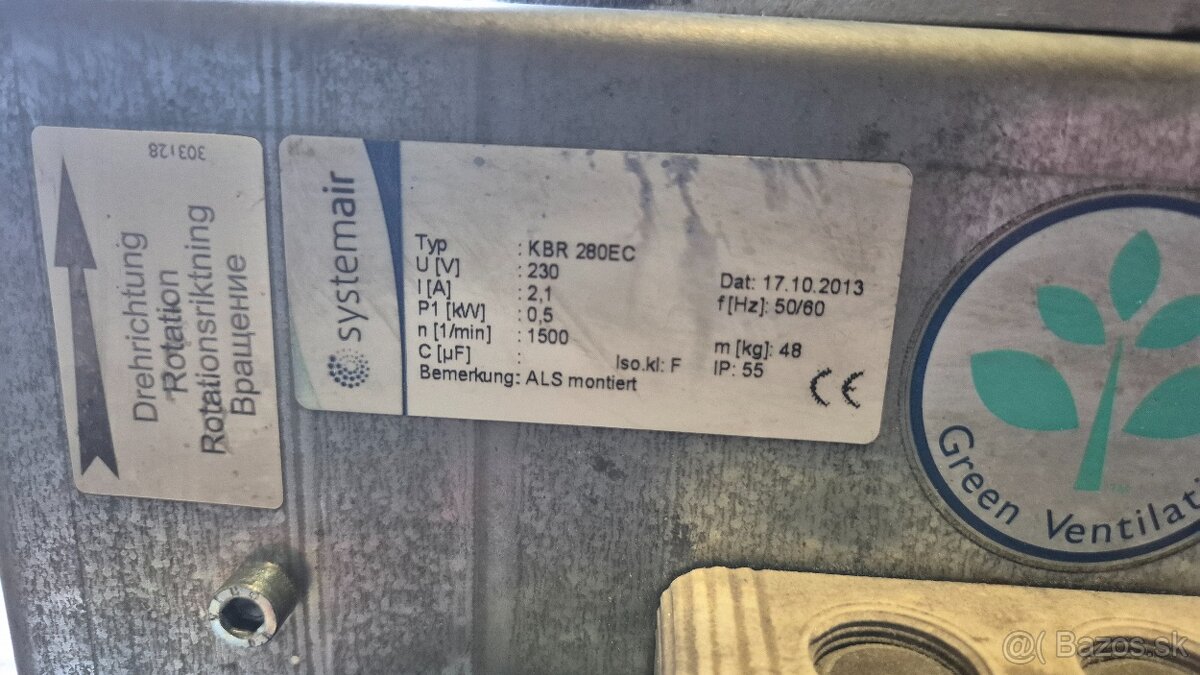 303128
Drehrichtung
Rotation
Rotationsriktning
Вращение
systemair
Typ : KBR 280EC
U [V] : 230
I [A] : 2,1
P1 [kW] : 0,5
n [1/min] : 1500
C [µF] :
Iso.kl: F
Bemerkung: ALS montiert
Dat: 17.10.2013
f [Hz]: 50/60
m [kg]: 48
IP: 55
CE
Green Ventilati
™
@( Bazos.sk